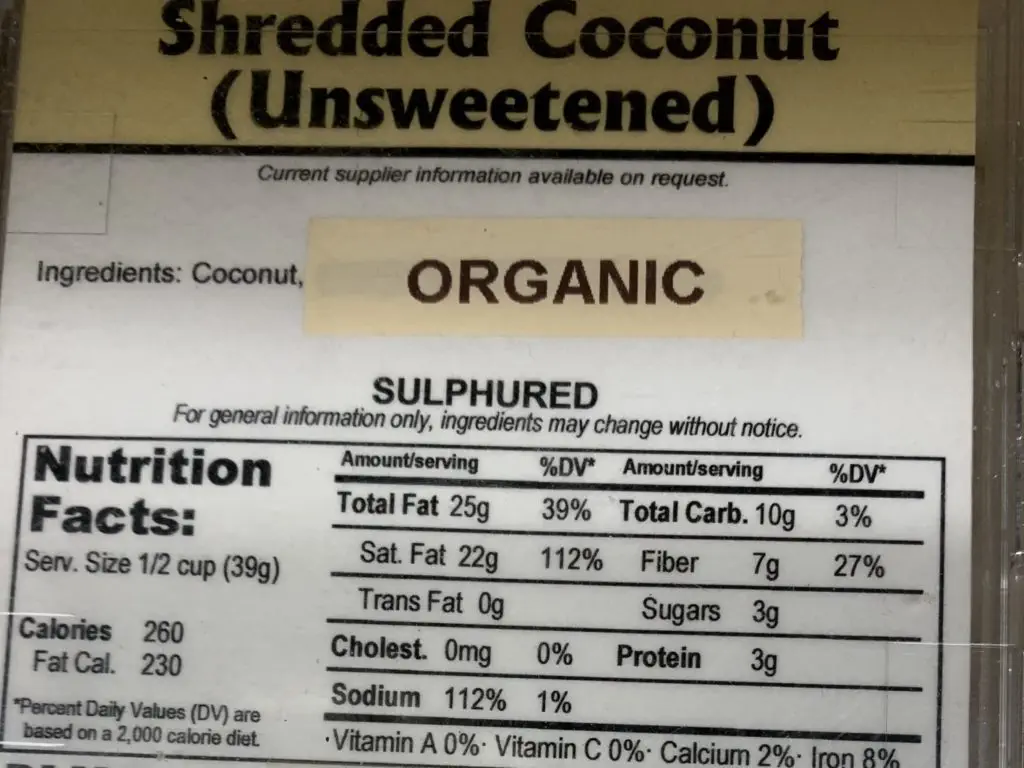 Shredded Coconut
(Unsweetened)
Current supplier information available on request.
Ingredients: Coconut,
ORGANIC
SULPHURED
For general information only, ingredients may change without notice.
Nutrition
Facts:
Serv. Size 1/2 cup (39g)
Calories 260
Fat Cal. 230
*Percent Daily Values (DV) are
based on a 2,000 calorie diet.
Amount/serving %DV* Amount/serving %DV*
Total Fat 25g 39% Total Carb. 10g 3%
Sat. Fat 22g 112% Fiber 7g 27%
Trans Fat 0g Sugars 3g
Cholest. 0mg 0% Protein 3g
Sodium 112% 1%
·Vitamin A 0%· Vitamin C 0%· Calcium 2%· Iron 8%